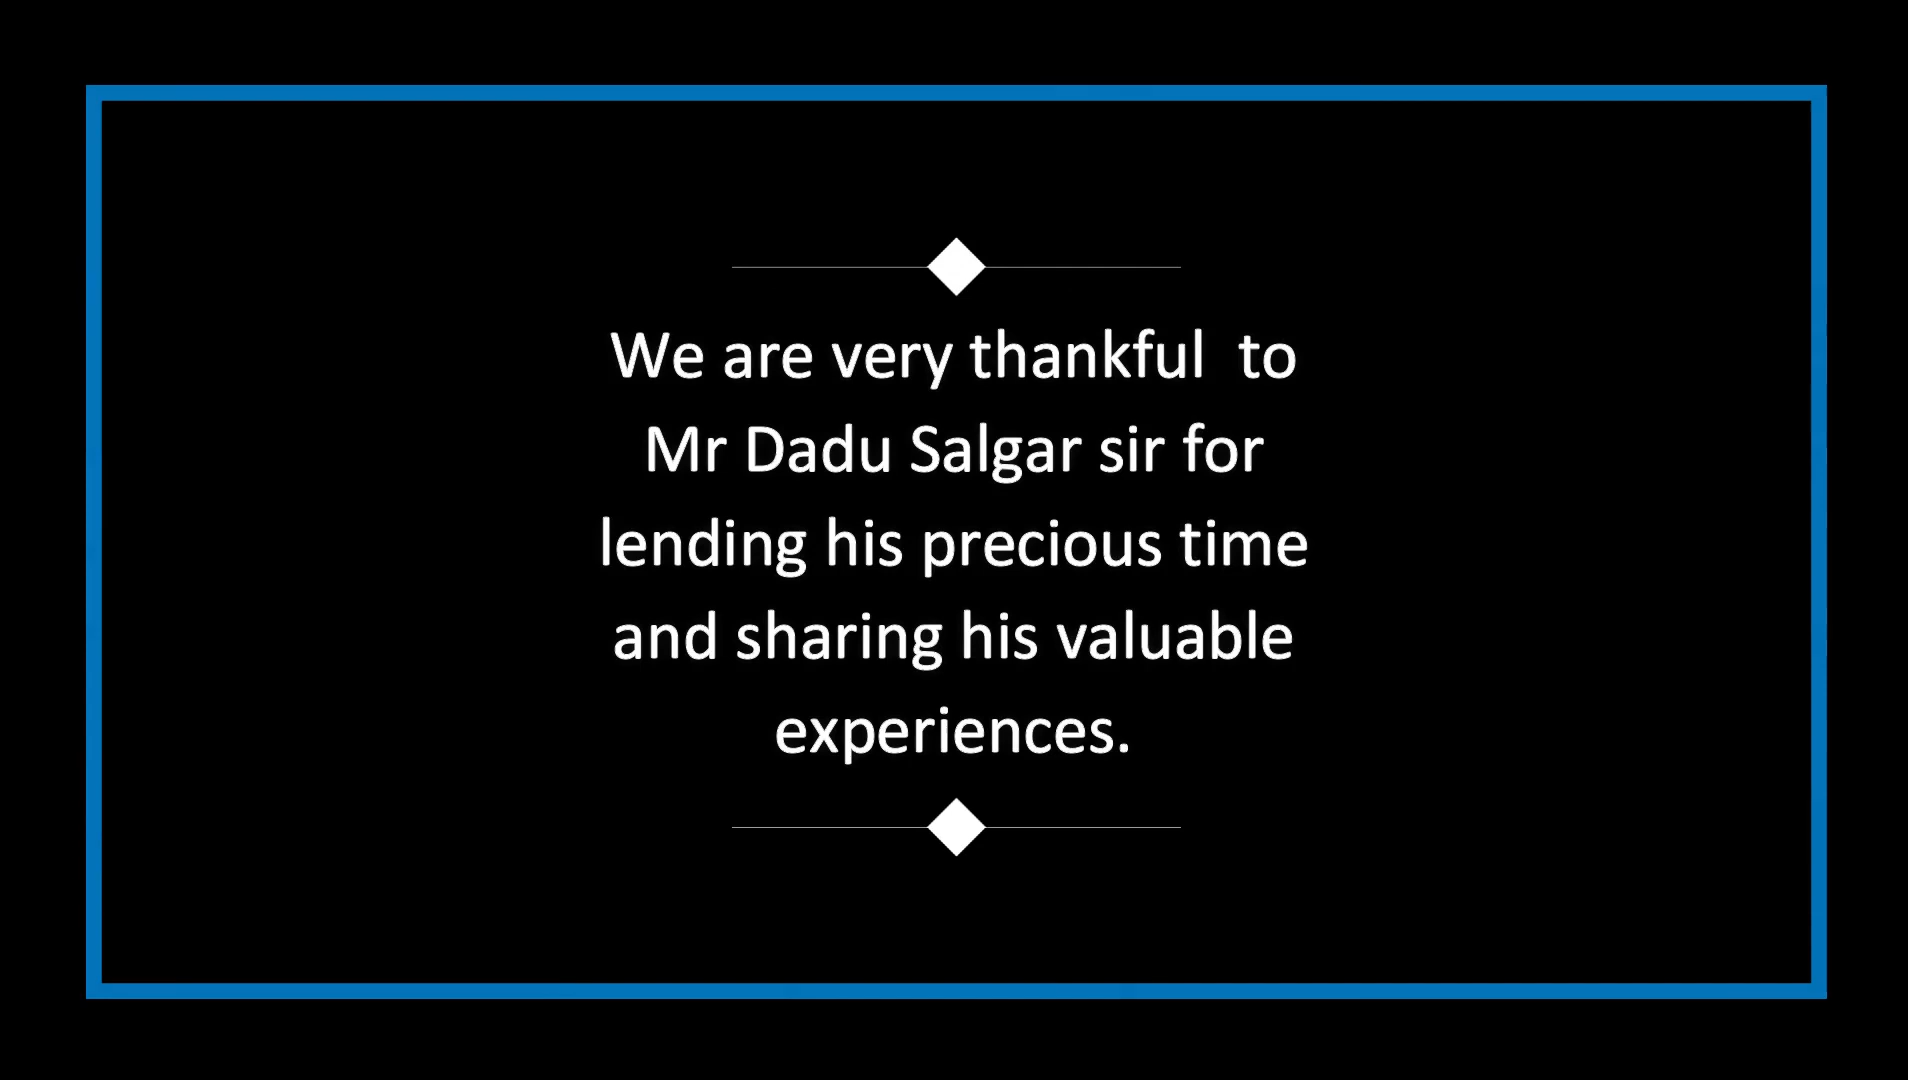 We are very thankful  to
Mr Dadu Salgar sir for
lending his precious time
and sharing his valuable
experiences.